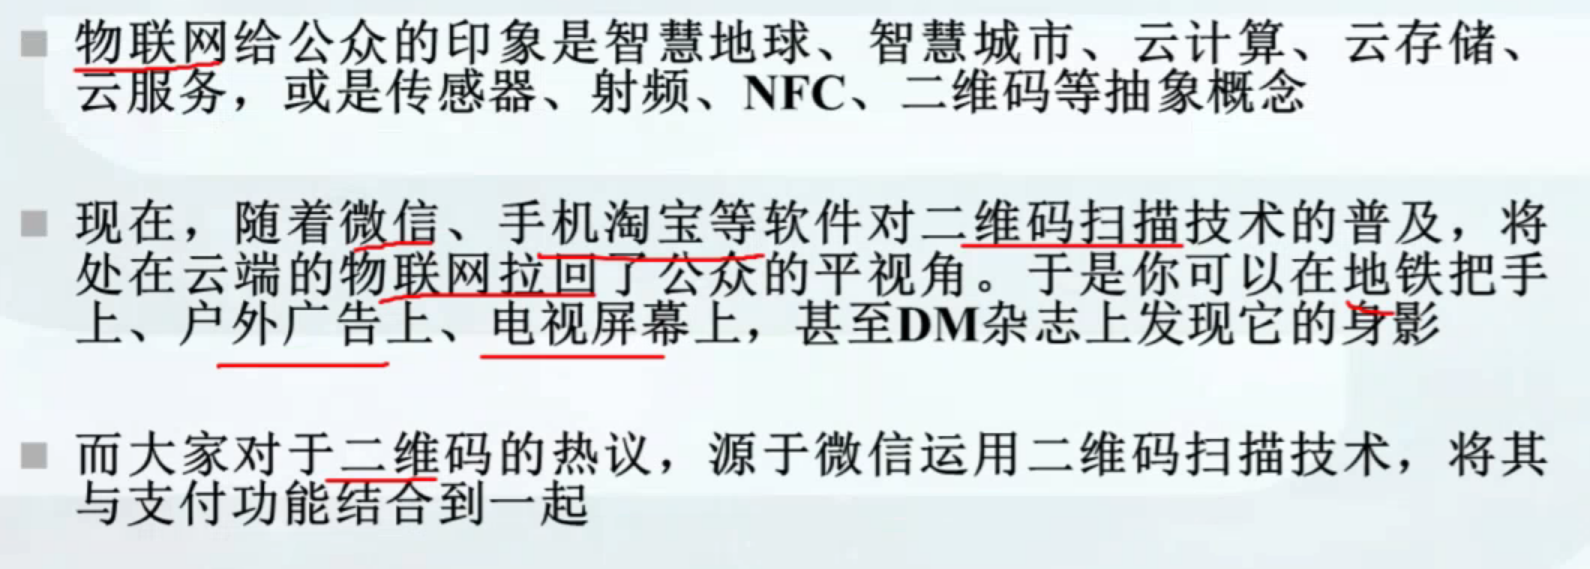 物联网给公众的印象是智慧地球、智慧城市、云计算、云存储、
云服务，或是传感器、射频、NFC、二维码等抽象概念
现在，随着微信、手机淘宝等软件对二维码扫描技术的普及，将
处在云端的物联网拉回了公众的平视角。于是你可以在地铁把手
上、户外广告上、电视屏幕上，甚至DM杂志上发现它的身影
而大家对于二维码的热议，源于微信运用二维码扫描技术，将其
与支付功能结合到一起